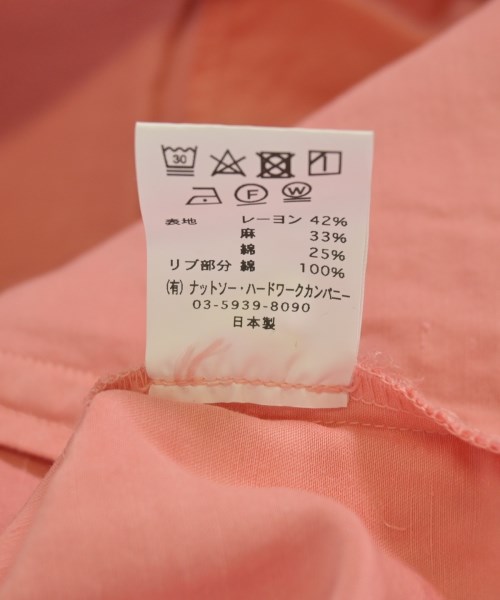 30
F W
表地 レーヨン 42%
麻 33%
綿 25%
リブ部分 綿 100%
(有) ナットソー・ハードワークカンパニー
03-5939-8090
日本製